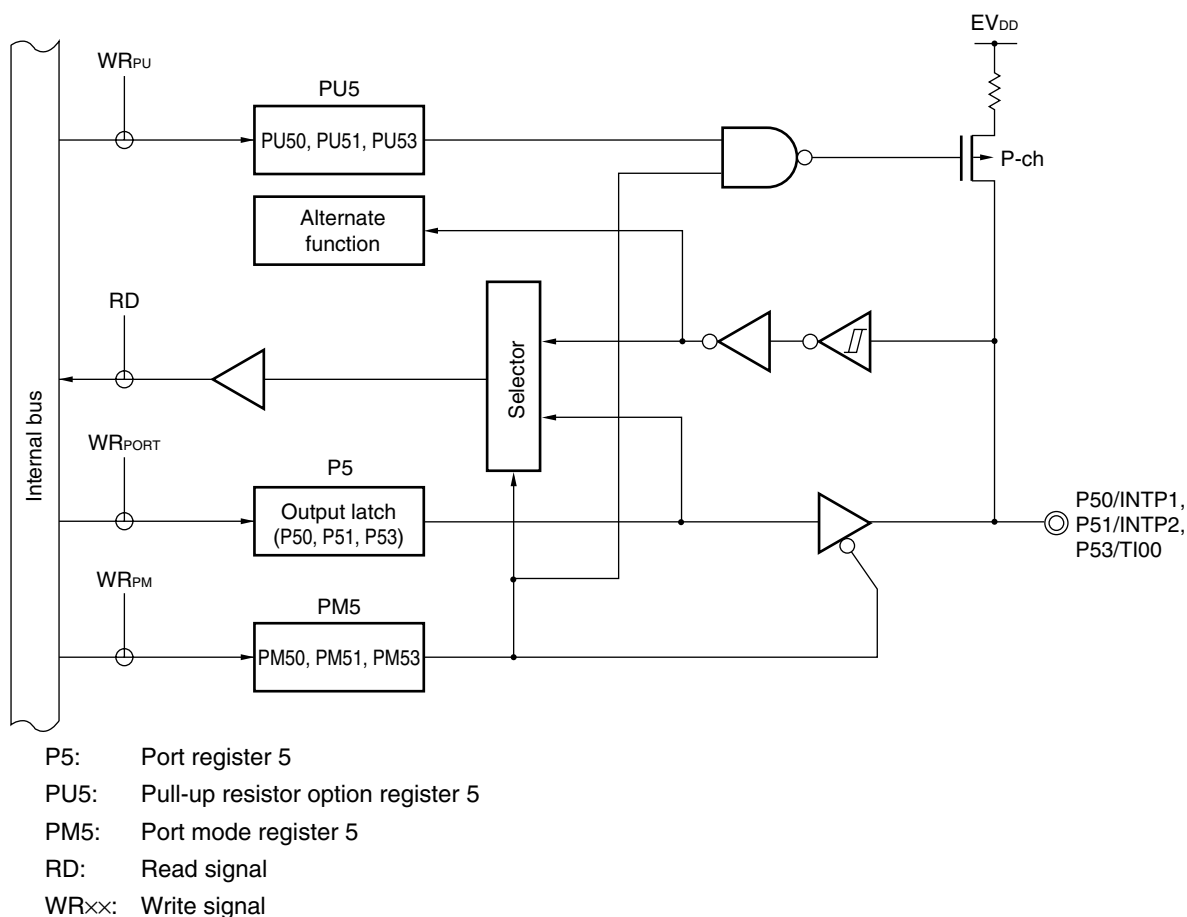 EVDD
WRPU
PU5
PU50, PU51, PU53
P-ch
Alternate
function
RD
Selector
Internal bus
WRPORT
P5
Output latch
(P50, P51, P53)
P50/INTP1,
P51/INTP2,
P53/TI00
WRPM
PM5
PM50, PM51, PM53
P5: Port register 5
PU5: Pull-up resistor option register 5
PM5: Port mode register 5
RD: Read signal
WR××: Write signal